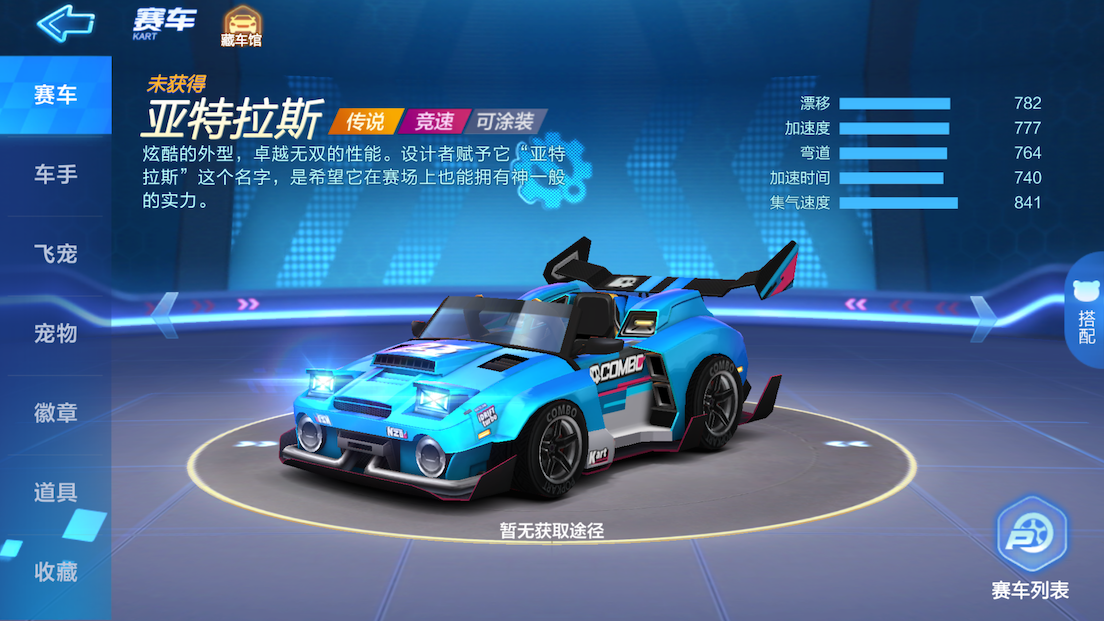 赛车
KART
藏车馆
赛车
车手
飞宠
宠物
徽章
道具
收藏
未获得
亚特拉斯
传说
竞速
可涂装
炫酷的外型，卓越无双的性能。设计者赋予它“亚特
拉斯”这个名字，是希望它在赛场上也能拥有神一般
的实力。
漂移 782
加速度 777
弯道 764
加速时间 740
集气速度 841
搭配
COMBO
COMBO
COMBO
DRIFT
turbo
Kart
暂无获取途径
赛车列表